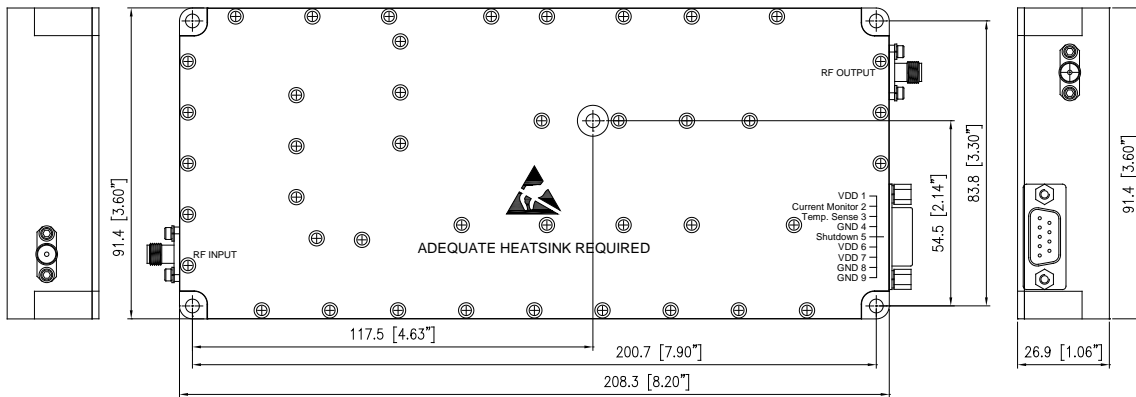 91.4 [3.60”]
RF INPUT
RF OUTPUT
VDD 1
Current Monitor 2
Temp. Sense 3
GND 4
Shutdown 5
VDD 6
VDD 7
GND 8
GND 9
ADEQUATE HEATSINK REQUIRED
54.5 [2.14”]
83.8 [3.30”]
91.4 [3.60”]
117.5 [4.63”]
200.7 [7.90”]
208.3 [8.20”]
26.9 [1.06”]